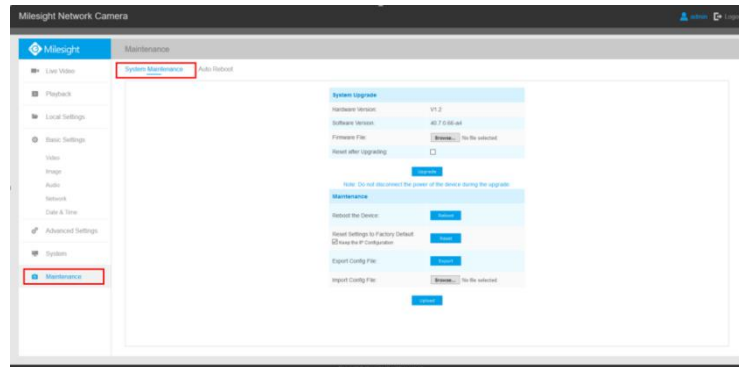 Milesight Network Camera
admin
Milesight
Maintenance
Live Video
System Maintenance
Auto Reboot
Playback
Local Settings
Basic Settings
Video
Image
Audio
Network
Date & Time
Advanced Settings
System
Maintenance
System Upgrade
Hardware Version:
V1.2
Software Version:
Firmware File:
Browse... No file selected.
Reset after Upgrading
Upgrade
Note: Do not disconnect the power of the device during the upgrade.
Maintenance
Reboot the Device:
Reboot
Reset Settings to Factory Default:
Keep the IP Configuration
Reset
Export Config File:
Export
Import Config File:
Browse... No file selected.
Upload